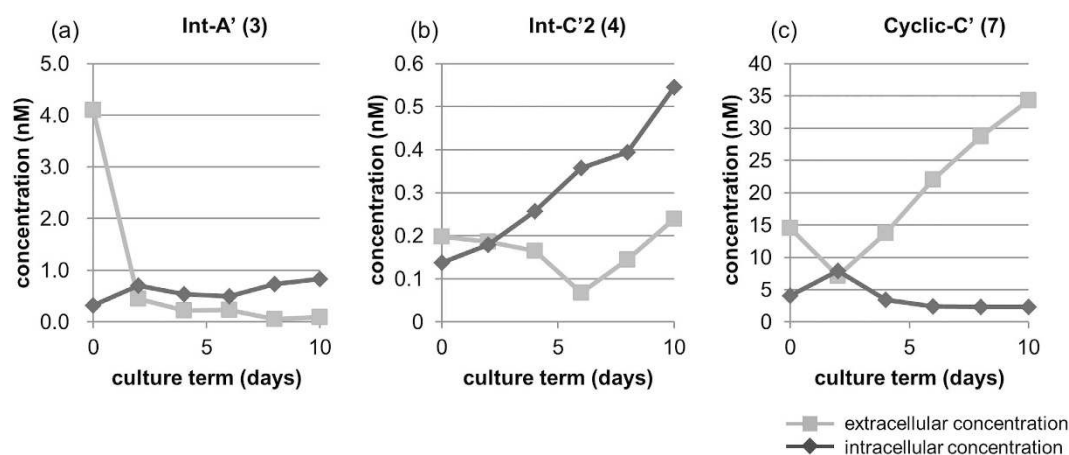 (a) Int-A' (3)
5.0
4.0
3.0
2.0
1.0
0.0
concentration (nM)
0 5 10
culture term (days)
(b) Int-C'2 (4)
0.6
0.5
0.4
0.3
0.2
0.1
0
concentration (nM)
0 5 10
culture term (days)
(c) Cyclic-C' (7)
40
35
30
25
20
15
10
5
0
concentration (nM)
0 5 10
culture term (days)
extracellular concentration
intracellular concentration